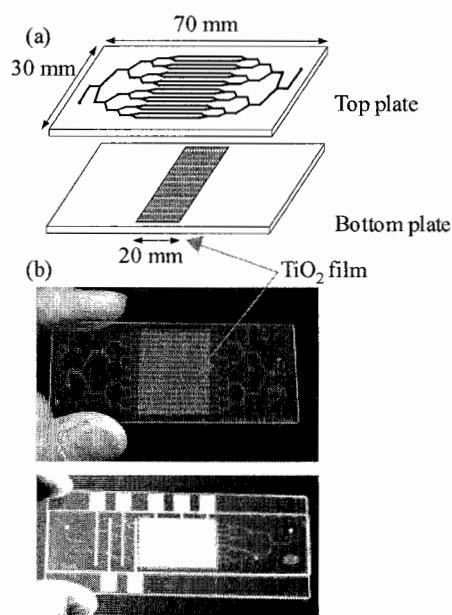 (a)
70 mm
30 mm
Top plate
Bottom plate
20 mm
TiO₂ film
(b)